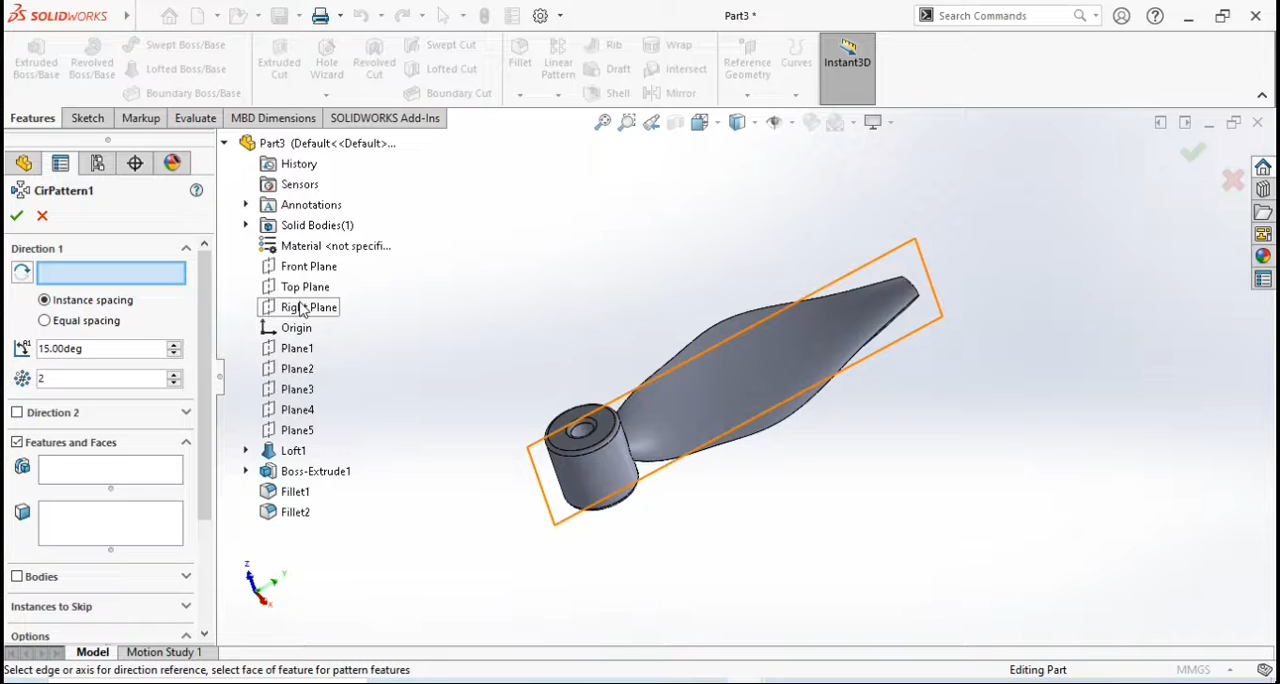 SOLIDWORKS
Part3 *
Search Commands
Extruded Boss/Base
Revolved Boss/Base
Swept Boss/Base
Lofted Boss/Base
Boundary Boss/Base
Extruded Cut
Hole Wizard
Revolved Cut
Swept Cut
Lofted Cut
Boundary Cut
Fillet
Linear Pattern
Rib
Draft
Shell
Wrap
Intersect
Mirror
Reference Geometry
Curves
Instant3D
Features
Sketch
Markup
Evaluate
MBD Dimensions
SOLIDWORKS Add-Ins
CirPattern1
Direction 1
Instance spacing
Equal spacing
15.00deg
2
Direction 2
Features and Faces
Bodies
Instances to Skip
Options
Part3 (Default<<Default>...
History
Sensors
Annotations
Solid Bodies(1)
Material <not specifi...
Front Plane
Top Plane
Right Plane
Origin
Plane1
Plane2
Plane3
Plane4
Plane5
Loft1
Boss-Extrude1
Fillet1
Fillet2
Z
Y
X
Model
Motion Study 1
Select edge or axis for direction reference, select face of feature for pattern features
Editing Part
MMGS